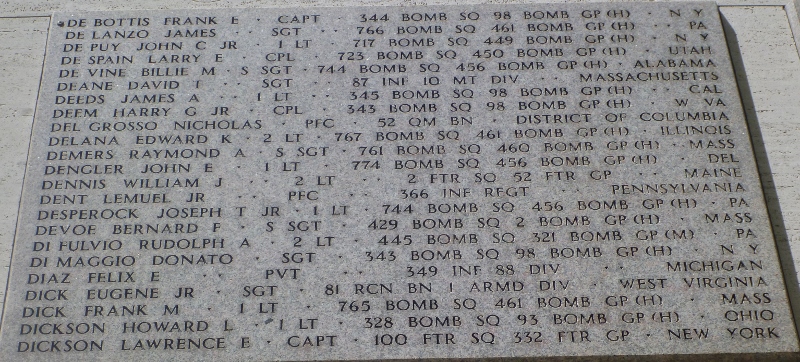 DE BOTTIS FRANK E · CAPT · 344 BOMB SQ 98 BOMB GP (H) · N Y
DE LANZO JAMES · SGT · 766 BOMB SQ 461 BOMB GP (H) · PA
DE PUY JOHN C JR · 1 LT · 717 BOMB SQ 449 BOMB GP (H) · N Y
DE SPAIN LARRY E · CPL · 723 BOMB SQ 450 BOMB GP (H) · UTAH
DE VINE BILLIE M · S SGT · 744 BOMB SQ 456 BOMB GP (H) · ALABAMA
DEANE DAVID I · SGT · 87 INF 10 MT DIV · MASSACHUSETTS
DEEDS JAMES A · 1 LT · 345 BOMB SQ 98 BOMB GP (H) · CAL
DEEM HARRY G JR · CPL · 343 BOMB SQ 98 BOMB GP (H) · W VA
DEL GROSSO NICHOLAS · PFC · 52 QM BN · DISTRICT OF COLUMBIA
DELANA EDWARD K · 2 LT · 767 BOMB SQ 461 BOMB GP (H) · ILLINOIS
DEMERS RAYMOND A · S SGT · 761 BOMB SQ 460 BOMB GP (H) · MASS
DENGLER JOHN E · 1 LT · 774 BOMB SQ 456 BOMB GP (H) · DEL
DENNIS WILLIAM J · 2 LT · 2 FTR SQ 52 FTR GP · MAINE
DENT LEMUEL JR · PFC · 366 INF REGT · PENNSYLVANIA
DESPEROCK JOSEPH T JR · 1 LT · 744 BOMB SQ 456 BOMB GP (H) · PA
DEVOE BERNARD F · S SGT · 429 BOMB SQ 2 BOMB GP (H) · MASS
DI FULVIO RUDOLPH A · 2 LT · 445 BOMB SQ 321 BOMB GP (M) · PA
DI MAGGIO DONATO · SGT · 343 BOMB SQ 98 BOMB GP (H) · N Y
DIAZ FELIX E · PVT · 349 INF 88 DIV · MICHIGAN
DICK EUGENE JR · SGT · 81 RCN BN 1 ARMD DIV · WEST VIRGINIA
DICK FRANK M · 1 LT · 765 BOMB SQ 461 BOMB GP (H) · MASS
DICKSON HOWARD L · 1 LT · 328 BOMB SQ 93 BOMB GP (H) · OHIO
DICKSON LAWRENCE E · CAPT · 100 FTR SQ 332 FTR GP · NEW YORK